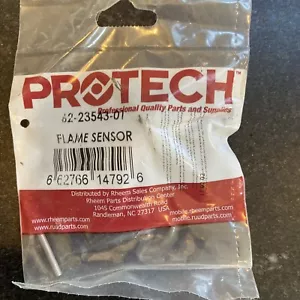 PROTECH
Professional Quality Parts and Supplies
62-23543-01
FLAME SENSOR
6 62766 14792 6
Distributed by Rheem Sales Company, Inc.
Rheem Parts Distribution Center
1045 Commonwealth Road
Randleman, NC 27317 USA
www.rheemparts.com
www.ruudparts.com
mobile.rheemparts.com
mobile.ruudparts.com